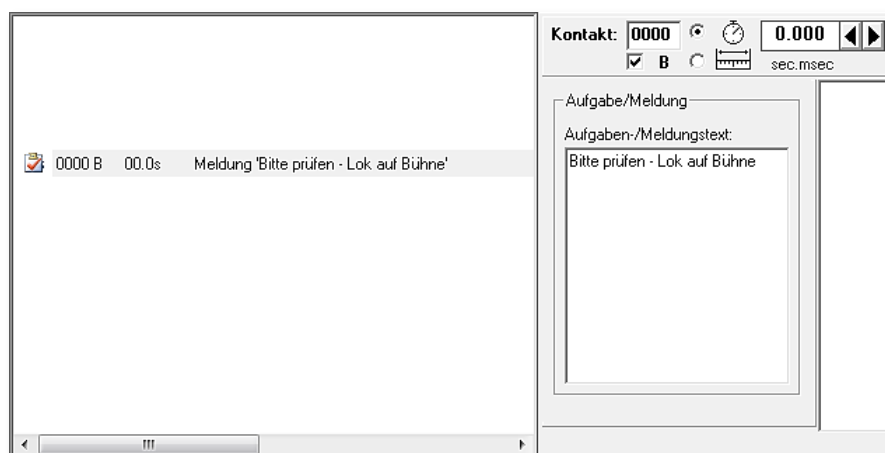 0000 B 00.0s Meldung 'Bitte prüfen - Lok auf Bühne'
Kontakt: 0000 0.000
B sec.msec
Aufgabe/Meldung
Aufgaben-/Meldungstext:
Bitte prüfen - Lok auf Bühne